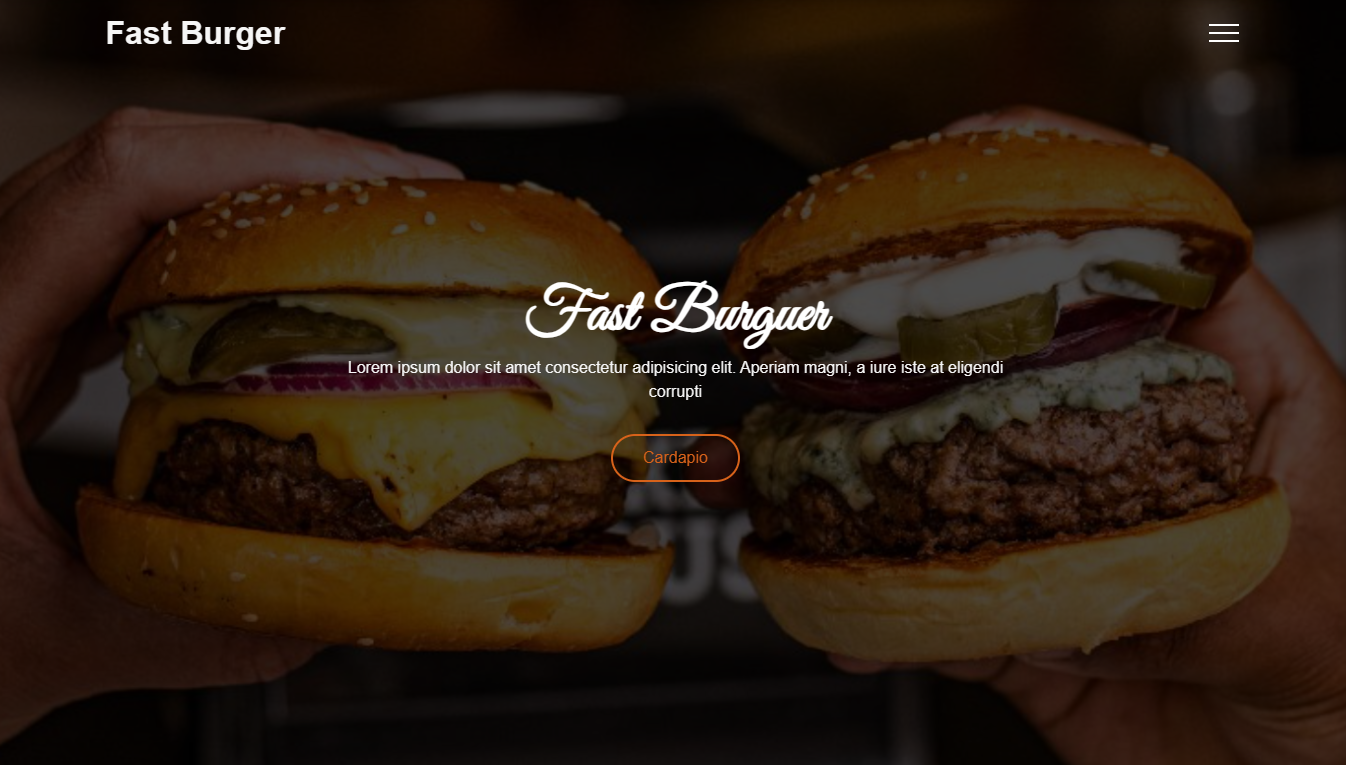 Fast Burger
Fast Burguer
Lorem ipsum dolor sit amet consectetur adipisicing elit. Aperiam magni, a iure iste at eligendi
corrupti
Cardapio